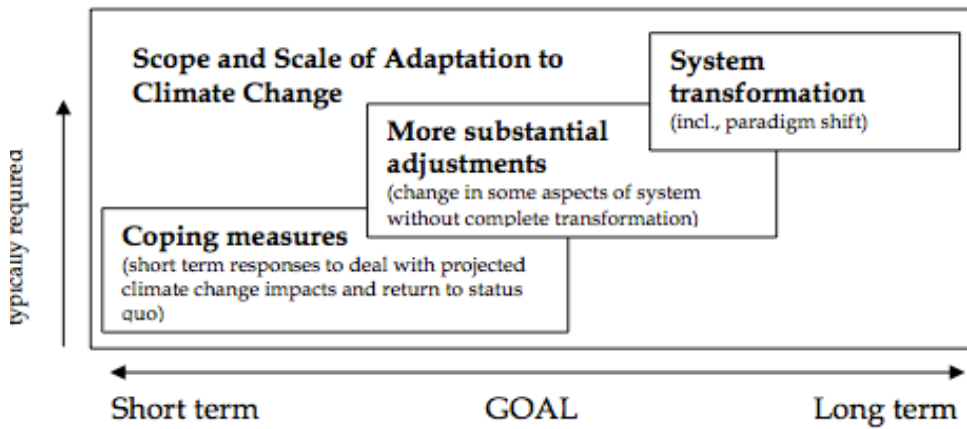 Scope and Scale of Adaptation to
Climate Change
System
transformation
(incl., paradigm shift)
More substantial
adjustments
(change in some aspects of system
without complete transformation)
Coping measures
(short term responses to deal with projected
climate change impacts and return to status
quo)
typically required
Short term
GOAL
Long term